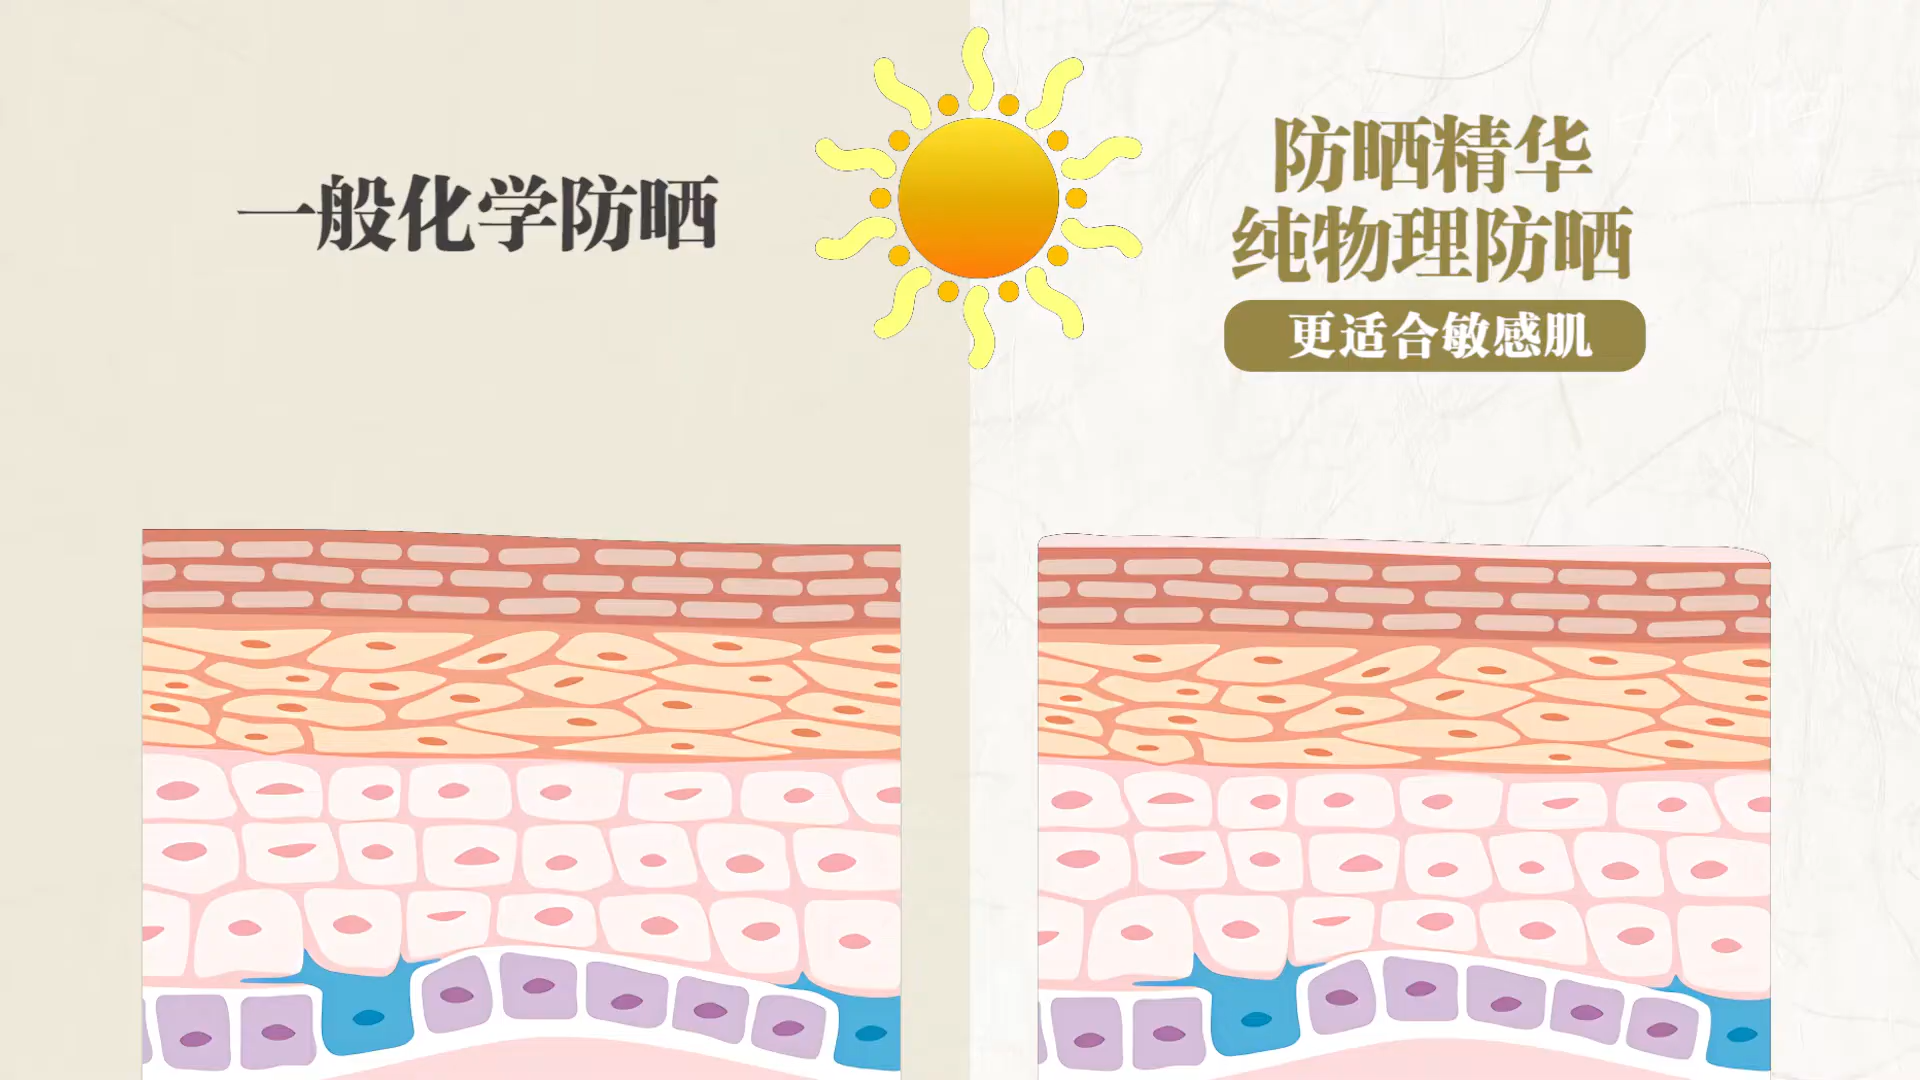 一般化学防晒
防晒精华
纯物理防晒
更适合敏感肌